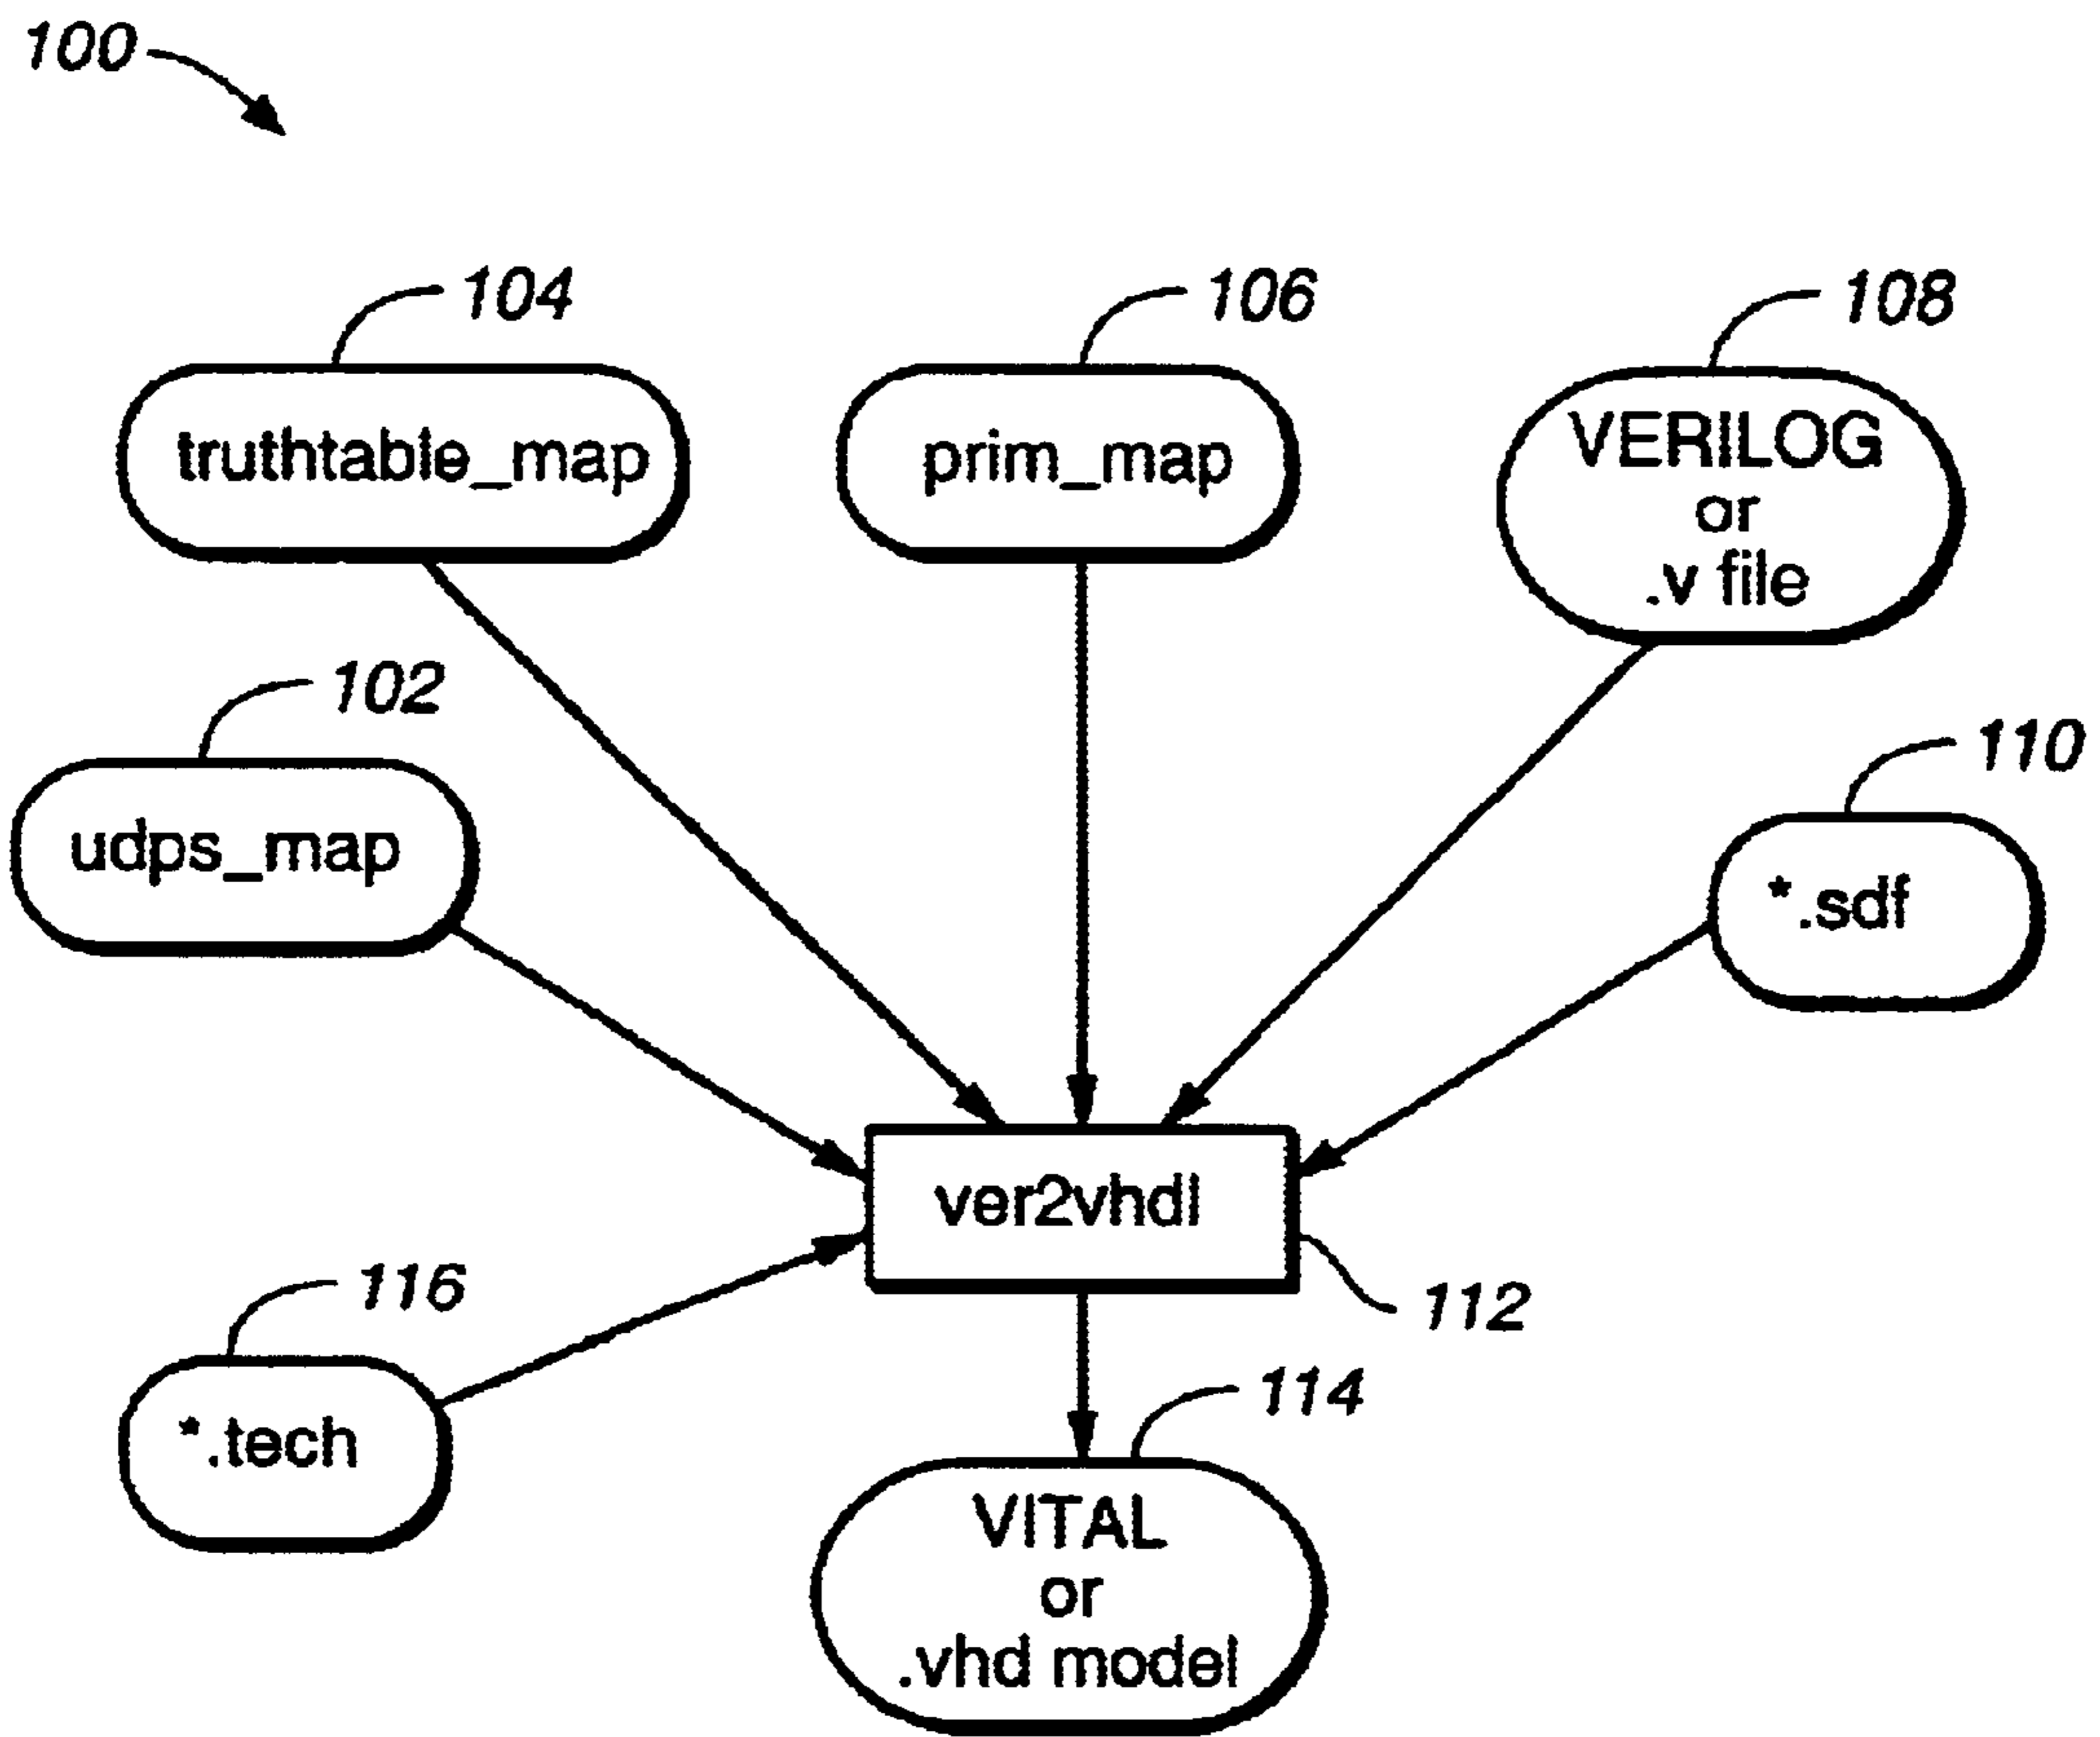 100
104
106
108
truthtable_map
prim_map
VERILOG
or
.v file
102
110
udps_map
*.sdf
ver2vhdl
116
112
*.tech
114
VITAL
or
.vhd model